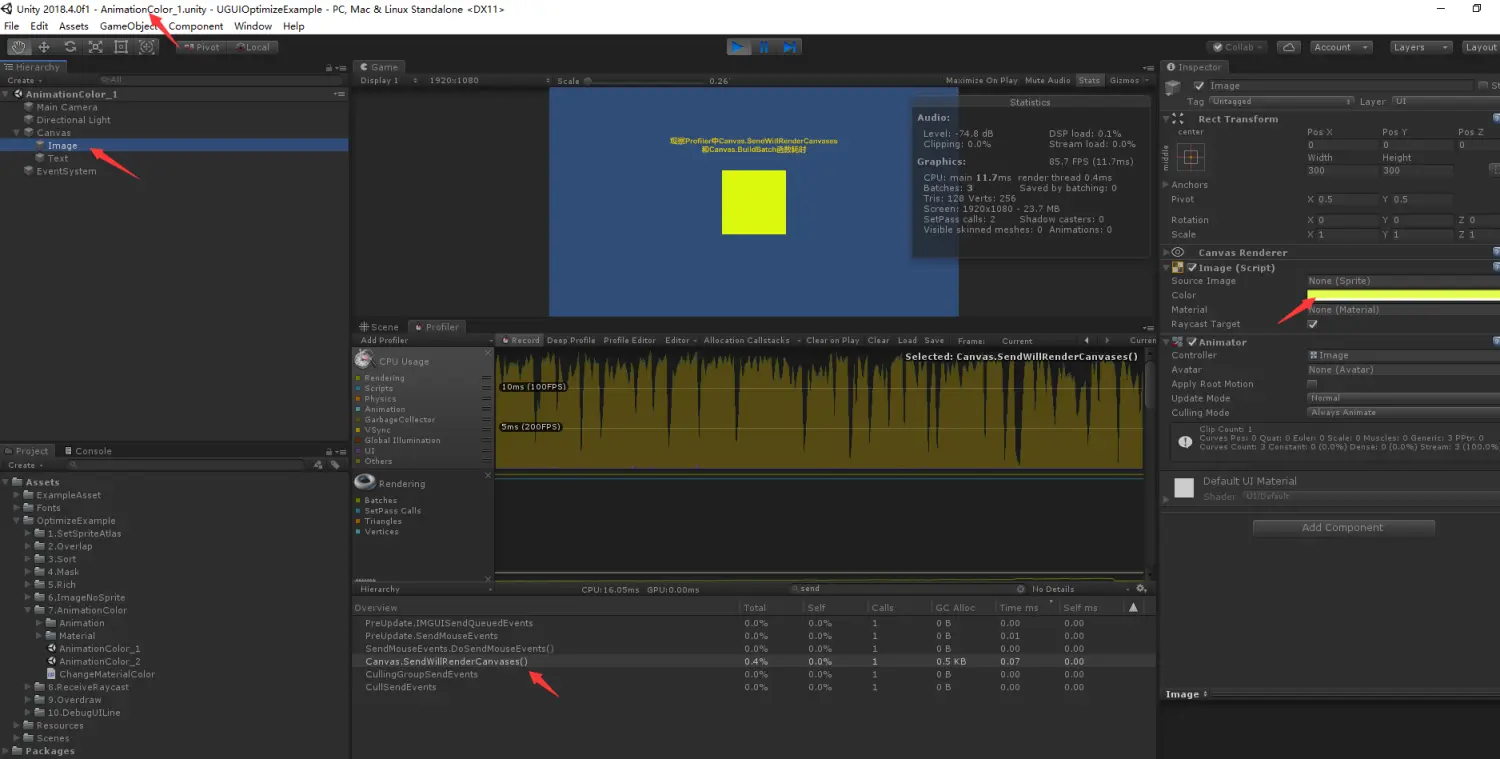 Unity 2018.4.0f1 - AnimationColor_1.unity - UGUIOptimizeExample - PC, Mac & Linux Standalone <DX11>
File Edit Assets GameObject Component Window Help
Pivot Local Collab Account Layers Layout
Hierarchy
Create All
AnimationColor_1
Main Camera
Directional Light
Canvas
Image
Text
EventSystem
Game
Display 1 1920x1080 Scale 0.26 Maximize On Play Mute Audio Stats Gizmos
观察Profiler中Canvas.SendWillRenderCanvases
和Canvas.BuildBatch函数耗时
Statistics
Audio:
Level: -74.8 dB DSP load: 0.1%
Clipping: 0.0% Stream load: 0.0%
Graphics: 85.7 FPS (11.7ms)
CPU: main 11.7ms render thread 0.4ms
Batches: 3 Saved by batching: 0
Tris: 128 Verts: 256
Screen: 1920x1080 - 23.7 MB
SetPass calls: 2 Shadow casters: 0
Visible skinned meshes: 0 Animations: 0
Scene Profiler
Add Profiler Record Deep Profile Profile Editor Editor Allocation Callstacks Clear on Play Clear Load Save Frame: Current Curren
CPU Usage
Rendering
Scripts
Physics
Animation
GarbageCollector
VSync
Global Illumination
UI
Others
Selected: Canvas.SendWillRenderCanvases()
10ms (100FPS)
5ms (200FPS)
Rendering
Batches
SetPass Calls
Triangles
Vertices
Hierarchy CPU:16.05ms GPU:0.00ms send No Details
Overview Total Self Calls GC Alloc Time ms Self ms
PreUpdate.IMGUISendQueuedEvents 0.0% 0.0% 1 0 B 0.00 0.00
PreUpdate.SendMouseEvents 0.0% 0.0% 1 0 B 0.01 0.00
SendMouseEvents.DoSendMouseEvents() 0.0% 0.0% 1 0 B 0.00 0.00
Canvas.SendWillRenderCanvases() 0.4% 0.0% 1 0.5 KB 0.07 0.00
CullingGroupSendEvents 0.0% 0.0% 1 0 B 0.00 0.00
CullSendEvents 0.0% 0.0% 1 0 B 0.00 0.00
Project Console
Create
Assets
ExampleAsset
Fonts
OptimizeExample
1.SetSpriteAtlas
2.Overlap
3.Sort
4.Mask
5.Rich
6.ImageNoSprite
7.AnimationColor
Animation
Material
AnimationColor_1
AnimationColor_2
ChangeMaterialColor
8.ReceiveRaycast
9.Overdraw
10.DebugUILine
Resources
Scenes
Packages
Inspector
Image St
Tag Untagged Layer UI
Rect Transform
center Pos X Pos Y Pos Z
middle 0 0 0
Width Height
300 300
Anchors
Pivot X 0.5 Y 0.5
Rotation X 0 Y 0 Z 0
Scale X 1 Y 1 Z 1
Canvas Renderer
Image (Script)
Source Image None (Sprite)
Color
Material None (Material)
Raycast Target
Animator
Controller Image
Avatar None (Avatar)
Apply Root Motion
Update Mode Normal
Culling Mode Always Animate
Clip Count: 1
Curves Pos: 0 Quat: 0 Euler: 0 Scale: 0 Muscles: 0 Generic: 3 PPtr: 0
Curves Count: 3 Constant: 0 (0.0%) Dense: 0 (0.0%) Stream: 3 (100.0%
Default UI Material
Shader UI/Default
Add Component
Image